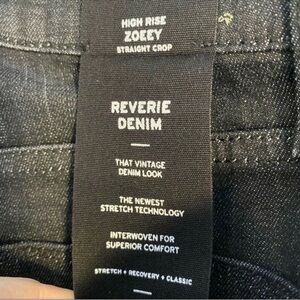 HIGH RISE
ZOEEY
STRAIGHT CROP
REVERIE
DENIM
THAT VINTAGE
DENIM LOOK
THE NEWEST
STRETCH TECHNOLOGY
INTERWOVEN FOR
SUPERIOR COMFORT
STRETCH + RECOVERY + CLASSIC